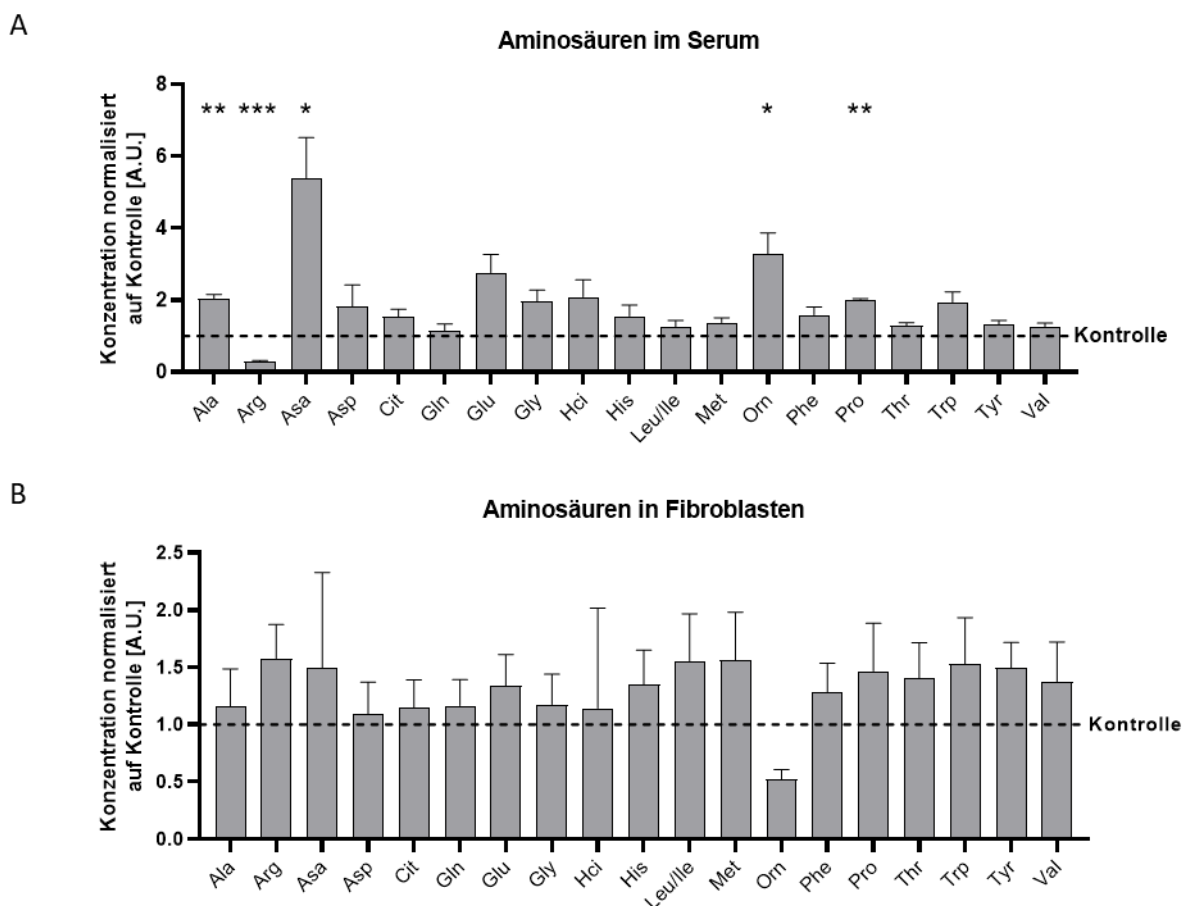 A
Aminosäuren im Serum
Konzentration normalisiert
auf Kontrolle [A.U.]
8
6
4
2
0
** *** * * **
Kontrolle
Ala Arg Asa Asp Cit Gln Glu Gly Hci His Leu/Ile Met Orn Phe Pro Thr Trp Tyr Val
B
Aminosäuren in Fibroblasten
Konzentration normalisiert
auf Kontrolle [A.U.]
2.5
2.0
1.5
1.0
0.5
0.0
Kontrolle
Ala Arg Asa Asp Cit Gln Glu Gly Hci His Leu/Ile Met Orn Phe Pro Thr Trp Tyr Val